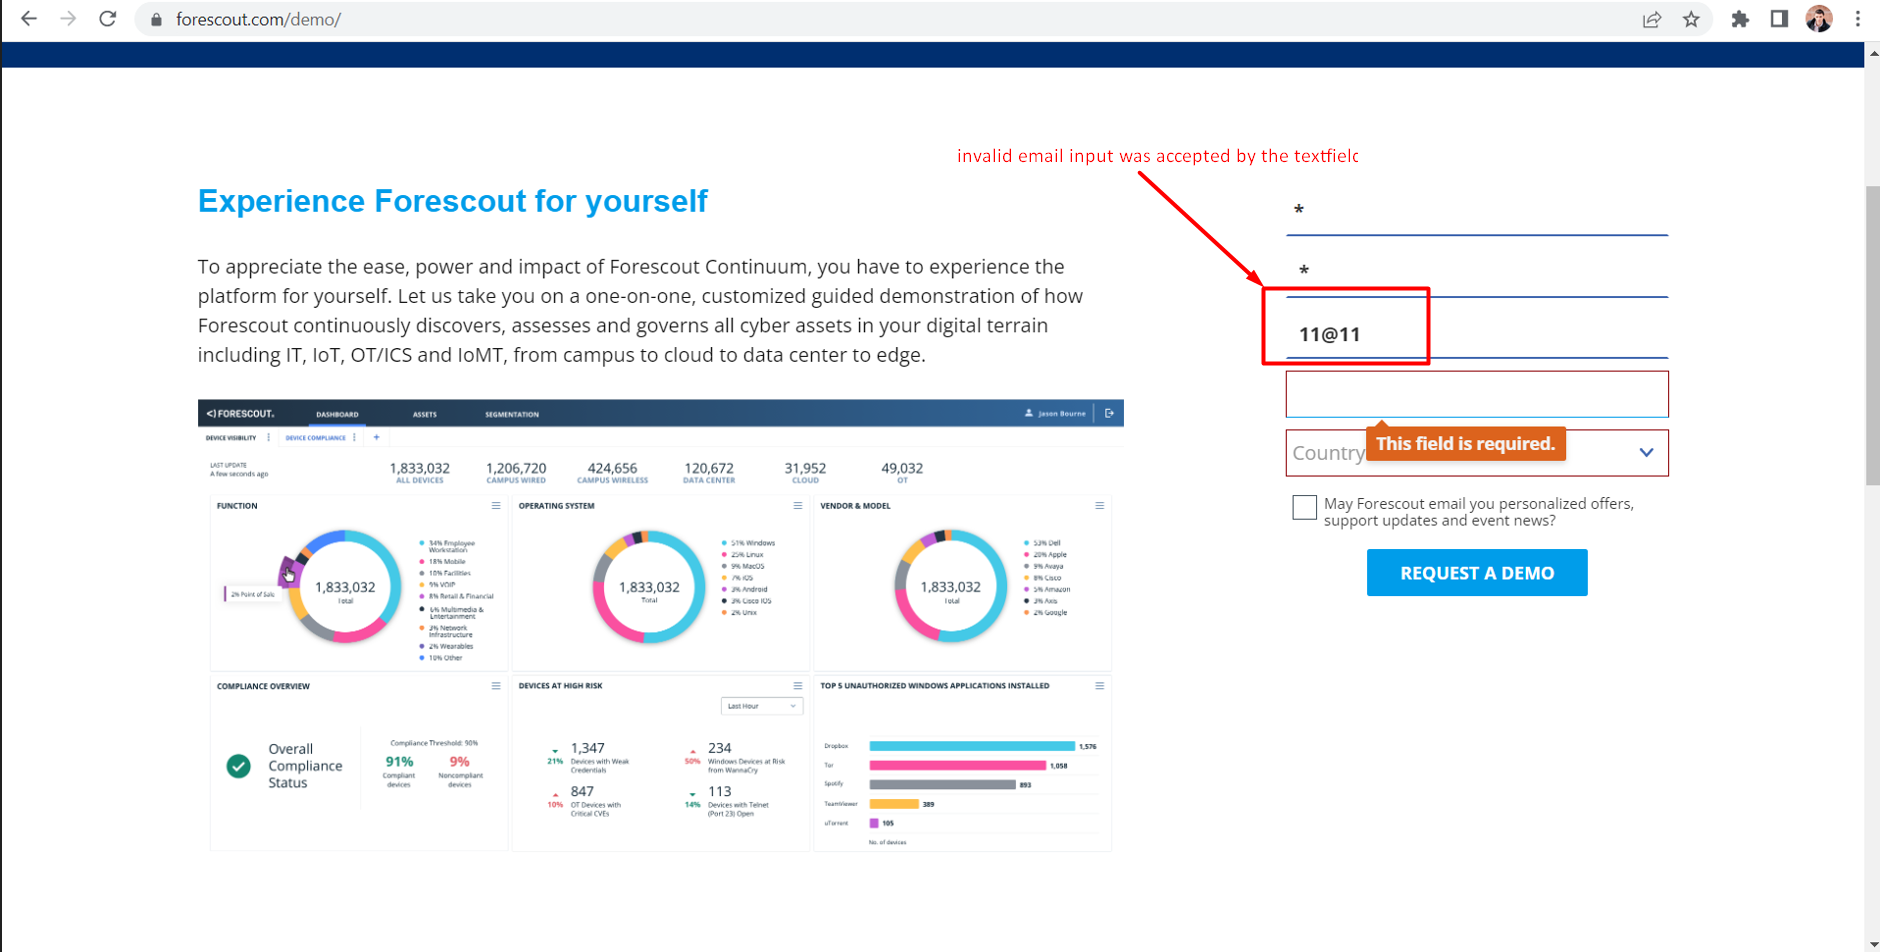 forescout.com/demo/
invalid email input was accepted by the textfield
Experience Forescout for yourself
To appreciate the ease, power and impact of Forescout Continuum, you have to experience the
platform for yourself. Let us take you on a one-on-one, customized guided demonstration of how
Forescout continuously discovers, assesses and governs all cyber assets in your digital terrain
including IT, IoT, OT/ICS and IoMT, from campus to cloud to data center to edge.
*
*
11@11
This field is required.
Country
May Forescout email you personalized offers,
support updates and event news?
REQUEST A DEMO
<) FORESCOUT. DASHBOARD ASSETS SEGMENTATION Jason Bourne
DEVICE VISIBILITY DEVICE COMPLIANCE +
LAST UPDATE
A few seconds ago
1,833,032 1,206,720 424,656 120,672 31,952 49,032
ALL DEVICES CAMPUS WIRED CAMPUS WIRELESS DATA CENTER CLOUD OT
FUNCTION
1,833,032
Total
2% Point of Sale
34% Employee
Workstation
18% Mobile
10% Facilities
9% VOIP
8% Retail & Financial
6% Multimedia &
Entertainment
3% Network
Infrastructure
2% Wearables
10% Other
OPERATING SYSTEM
1,833,032
Total
51% Windows
25% Linux
9% MacOS
7% iOS
3% Android
3% Cisco IOS
2% Unix
VENDOR & MODEL
1,833,032
Total
53% Dell
20% Apple
9% Avaya
8% Cisco
5% Amazon
3% Axis
2% Google
COMPLIANCE OVERVIEW
Overall
Compliance
Status
Compliance Threshold: 90%
91% 9%
Compliant Noncompliant
devices devices
DEVICES AT HIGH RISK
Last Hour
21% 1,347
Devices with Weak
Credentials
50% 234
Windows Devices at Risk
from WannaCry
10% 847
OT Devices with
Critical CVEs
14% 113
Devices with Telnet
(Port 23) Open
TOP 5 UNAUTHORIZED WINDOWS APPLICATIONS INSTALLED
Dropbox 1,576
Tor 1,058
Spotify 893
TeamViewer 389
uTorrent 105
No. of devices